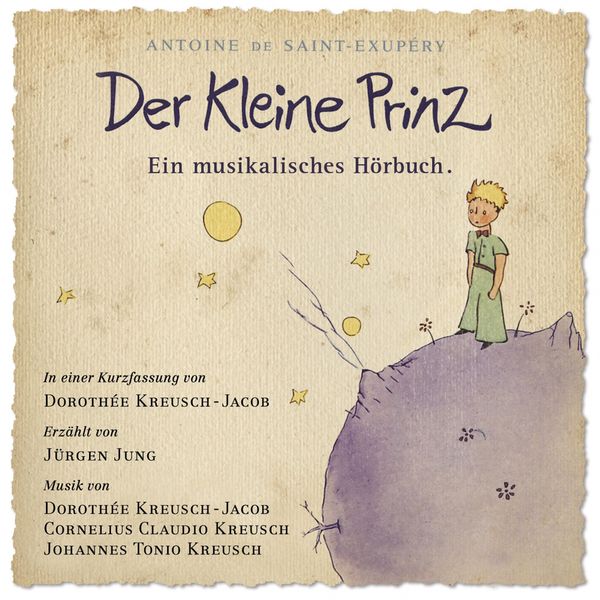 ANTOINE DE SAINT-EXUPÉRY
Der Kleine Prinz
Ein musikalisches Hörbuch.
In einer Kurzfassung von
DOROTHÉE KREUSCH-JACOB
Erzählt von
JÜRGEN JUNG
Musik von
DOROTHÉE KREUSCH-JACOB
CORNELIUS CLAUDIO KREUSCH
JOHANNES TONIO KREUSCH